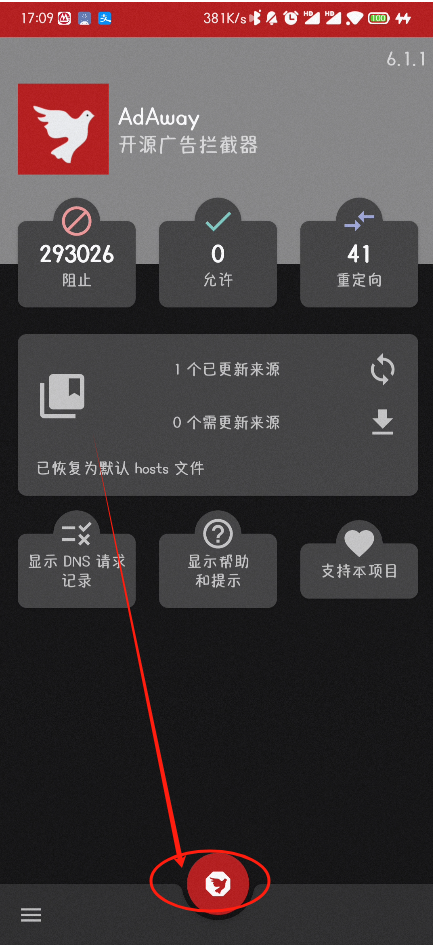 17:09
381K/s
HD
HD
100
6.1.1
AdAway
开源广告拦截器
293026
阻止
0
允许
41
重定向
1 个已更新来源
0 个需更新来源
已恢复为默认 hosts 文件
显示 DNS 请求
记录
显示帮助
和提示
支持本项目